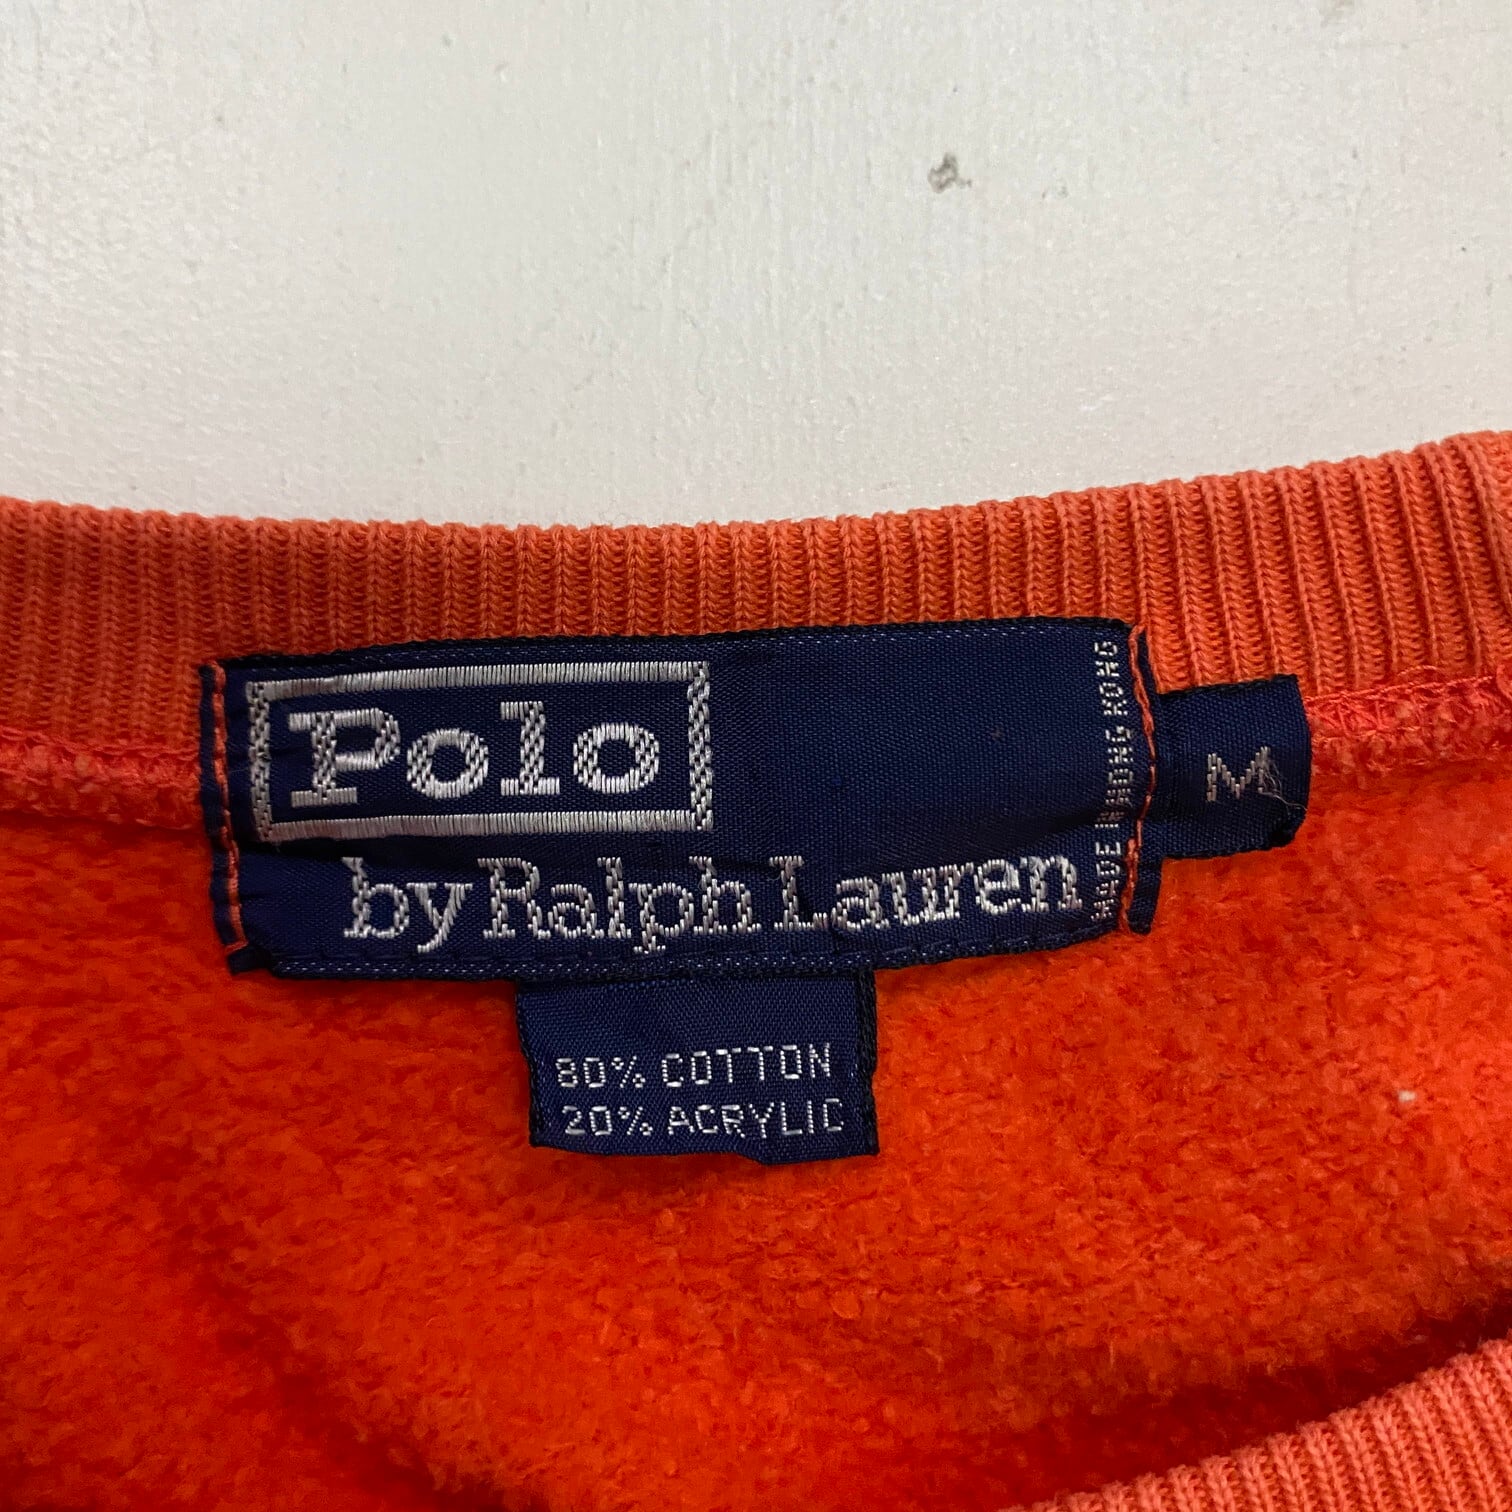 Polo
by Ralph Lauren
MADE IN HONG KONG
M
80% COTTON
20% ACRYLIC